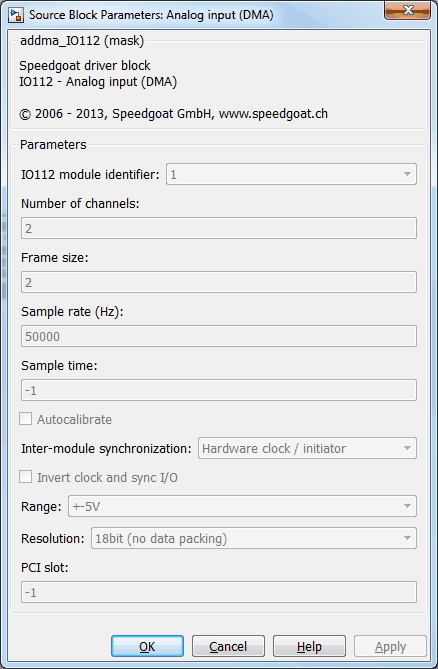 Source Block Parameters: Analog input (DMA)
addma_IO112 (mask)
Speedgoat driver block
IO112 - Analog input (DMA)
© 2006 - 2013, Speedgoat GmbH, www.speedgoat.ch
Parameters
IO112 module identifier: 1
Number of channels:
2
Frame size:
2
Sample rate (Hz):
50000
Sample time:
-1
Autocalibrate
Inter-module synchronization: Hardware clock / initiator
Invert clock and sync I/O
Range: +-5V
Resolution: 18bit (no data packing)
PCI slot:
-1
OK Cancel Help Apply